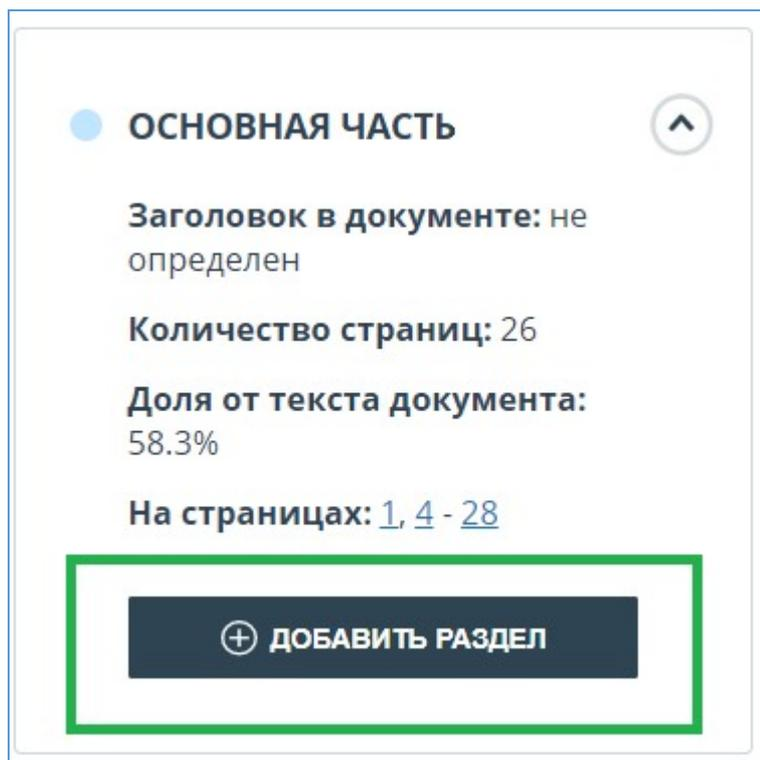 ОСНОВНАЯ ЧАСТЬ
Заголовок в документе: не
определен
Количество страниц: 26
Доля от текста документа:
58.3%
На страницах: 1, 4 - 28
ДОБАВИТЬ РАЗДЕЛ